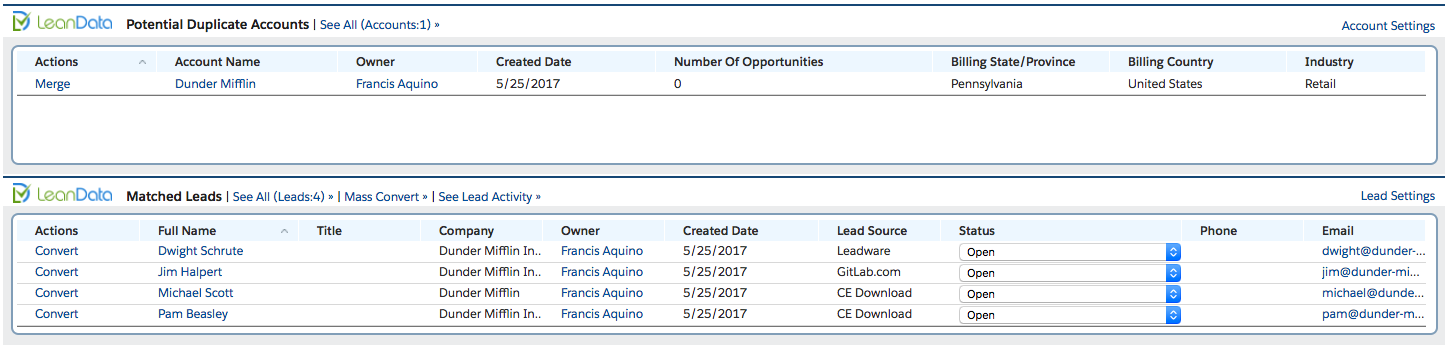 LeanData Potential Duplicate Accounts | See All (Accounts:1) » Account Settings
Actions Account Name Owner Created Date Number Of Opportunities Billing State/Province Billing Country Industry
Merge Dunder Mifflin Francis Aquino 5/25/2017 0 Pennsylvania United States Retail
LeanData Matched Leads | See All (Leads:4) » | Mass Convert » | See Lead Activity » Lead Settings
Actions Full Name Title Company Owner Created Date Lead Source Status Phone Email
Convert Dwight Schrute Dunder Mifflin In.. Francis Aquino 5/25/2017 Leadware Open dwight@dunder-...
Convert Jim Halpert Dunder Mifflin In.. Francis Aquino 5/25/2017 GitLab.com Open jim@dunder-mi...
Convert Michael Scott Dunder Mifflin Francis Aquino 5/25/2017 CE Download Open michael@dunde...
Convert Pam Beasley Dunder Mifflin In.. Francis Aquino 5/25/2017 CE Download Open pam@dunder-m...